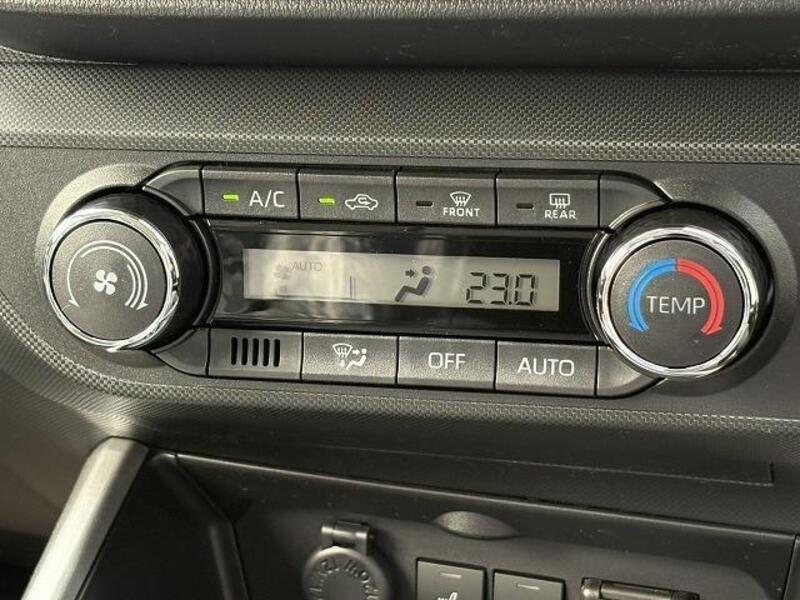 A/C
FRONT
REAR
AUTO
23.0
TEMP
OFF
AUTO